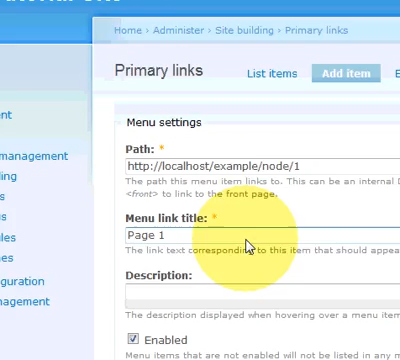 Home › Administer › Site building › Primary links
Primary links
List items
Add item
Menu settings
Path: *
http://localhost/example/node/1
The path this menu item links to. This can be an internal
<front> to link to the front page.
Menu link title: *
Page 1
The link text corresponding to this item that should appea
Description:
The description displayed when hovering over a menu item
Enabled
Menu items that are not enabled will not be listed in any m
nt
management
ding
s
s
les
es
guration
nagement